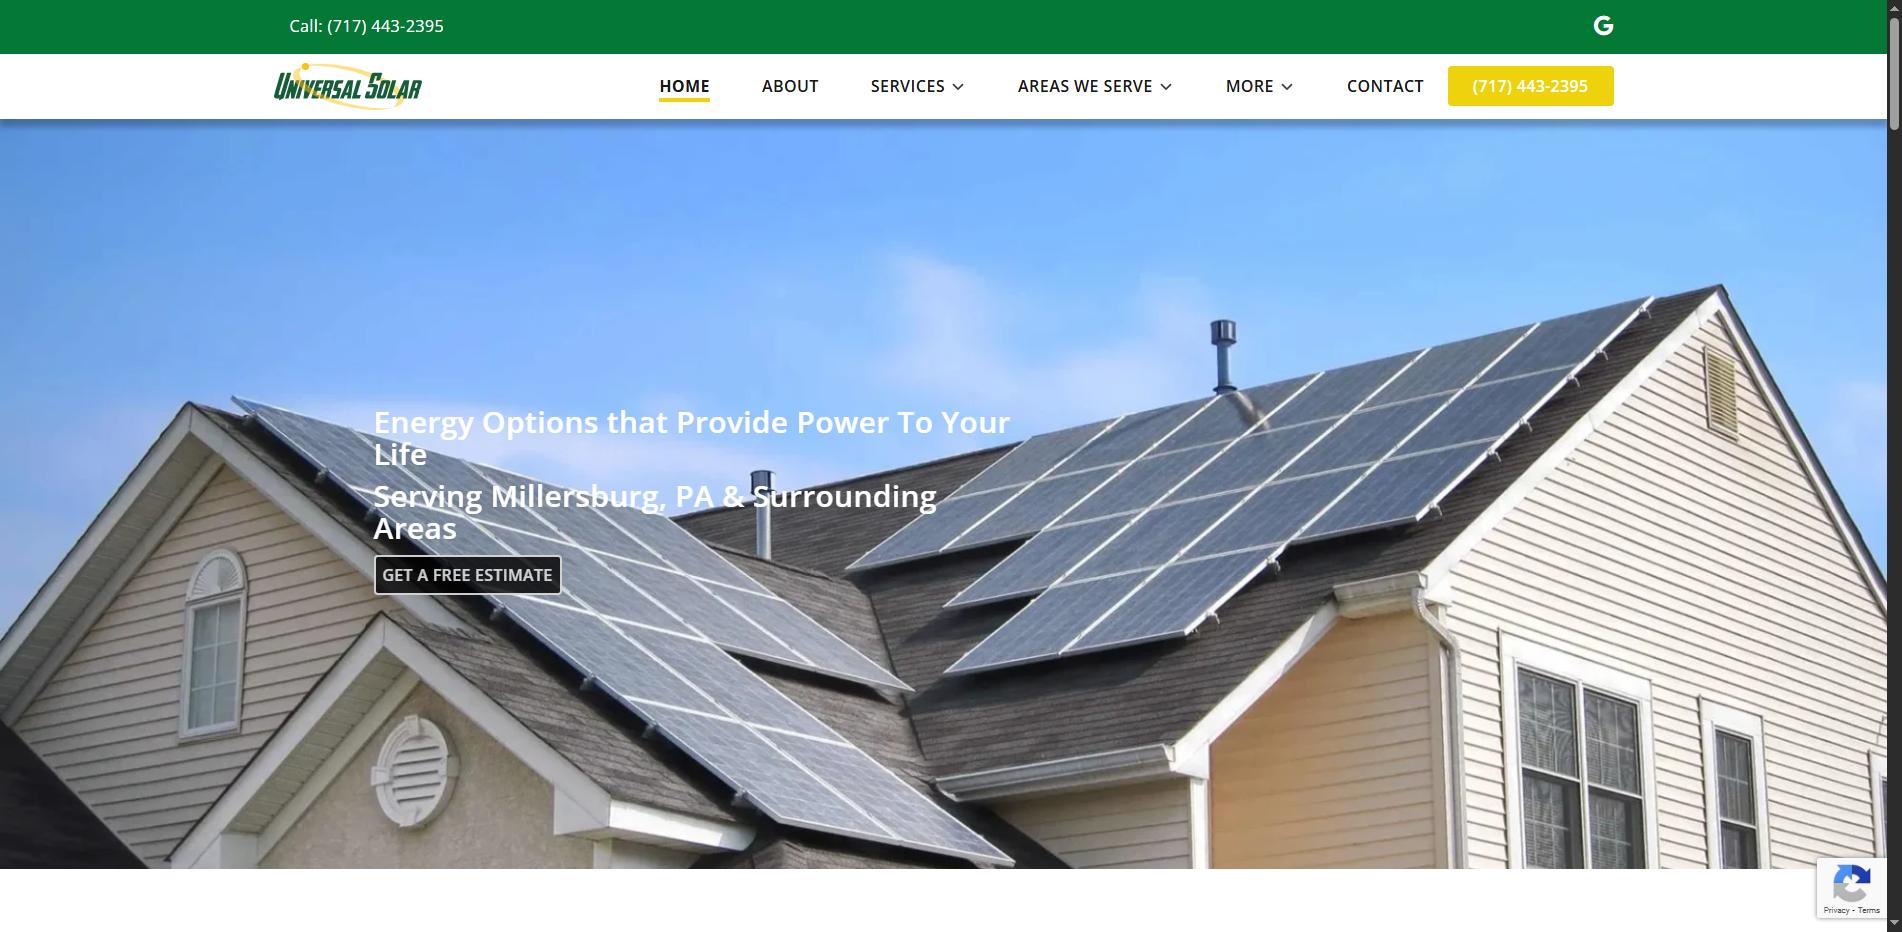 Call: (717) 443-2395
G
UNIVERSAL SOLAR
HOME
ABOUT
SERVICES
AREAS WE SERVE
MORE
CONTACT
(717) 443-2395
Energy Options that Provide Power To Your
Life
Serving Millersburg, PA & Surrounding
Areas
GET A FREE ESTIMATE
Privacy - Terms